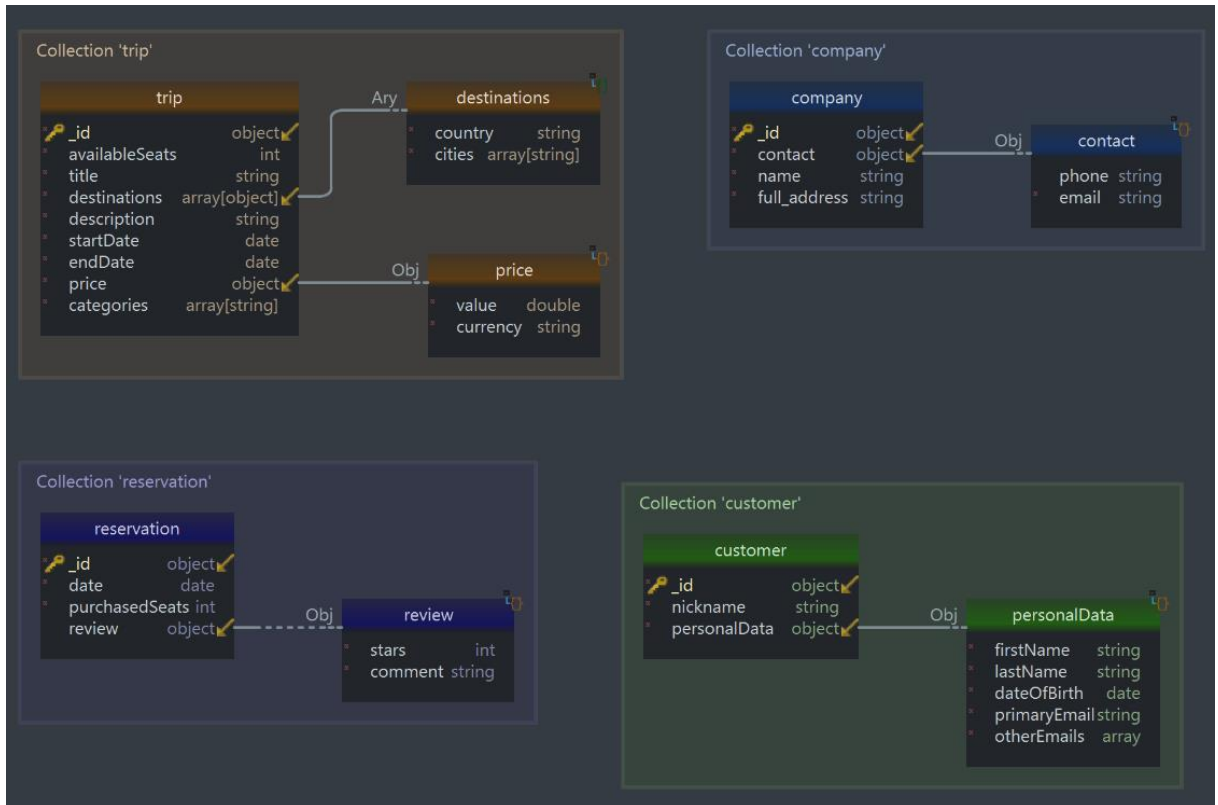 Collection 'trip'
trip
_id object
availableSeats int
title string
destinations array[object]
description string
startDate date
endDate date
price object
categories array[string]
Ary
destinations
country string
cities array[string]
Obj
price
value double
currency string
Collection 'company'
company
_id object
contact object
name string
full_address string
Obj
contact
phone string
email string
Collection 'reservation'
reservation
_id object
date date
purchasedSeats int
review object
Obj
review
stars int
comment string
Collection 'customer'
customer
_id object
nickname string
personalData object
Obj
personalData
firstName string
lastName string
dateOfBirth date
primaryEmail string
otherEmails array